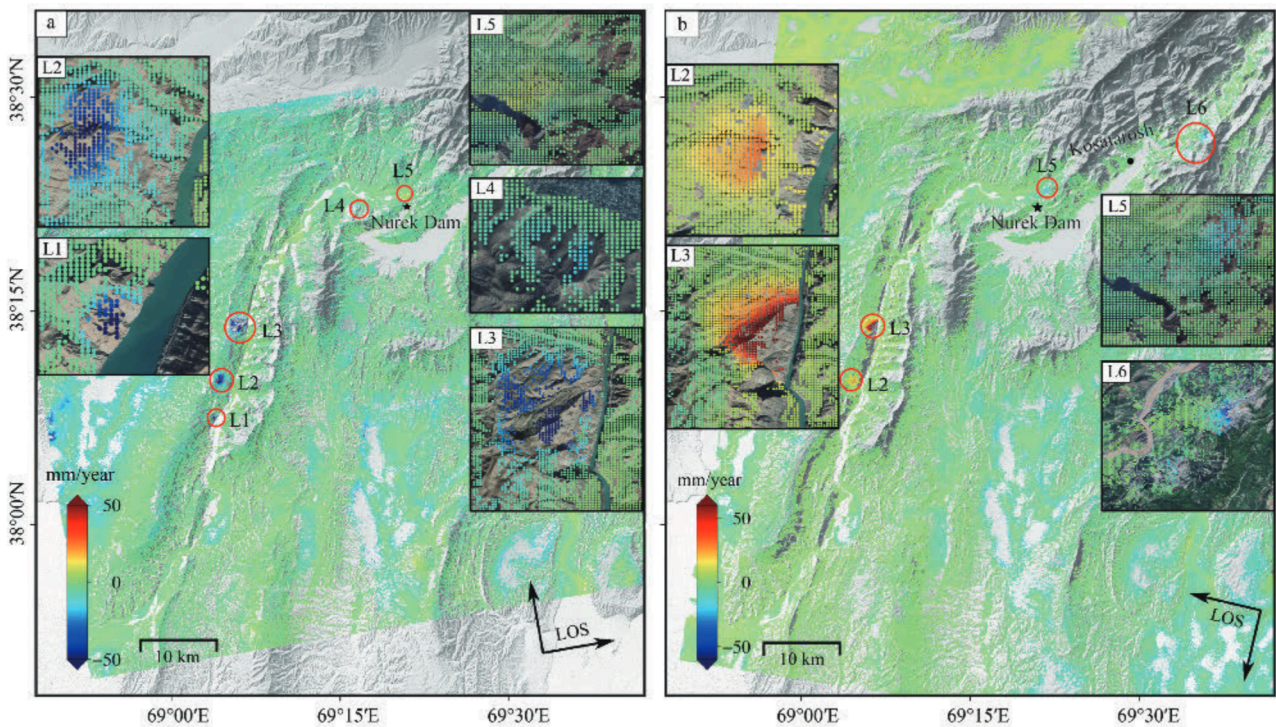 a
L2
L5
L4
L1
L3
L5
L4
Nurek Dam
L3
L2
L1
mm/year
50
0
−50
10 km
LOS
38°30′N
38°15′N
38°00′N
69°00′E
69°15′E
69°30′E
b
L2
L3
L5
L6
L6
Kosatarosh
L5
Nurek Dam
L3
L2
mm/year
50
0
−50
10 km
LOS
69°00′E
69°15′E
69°30′E